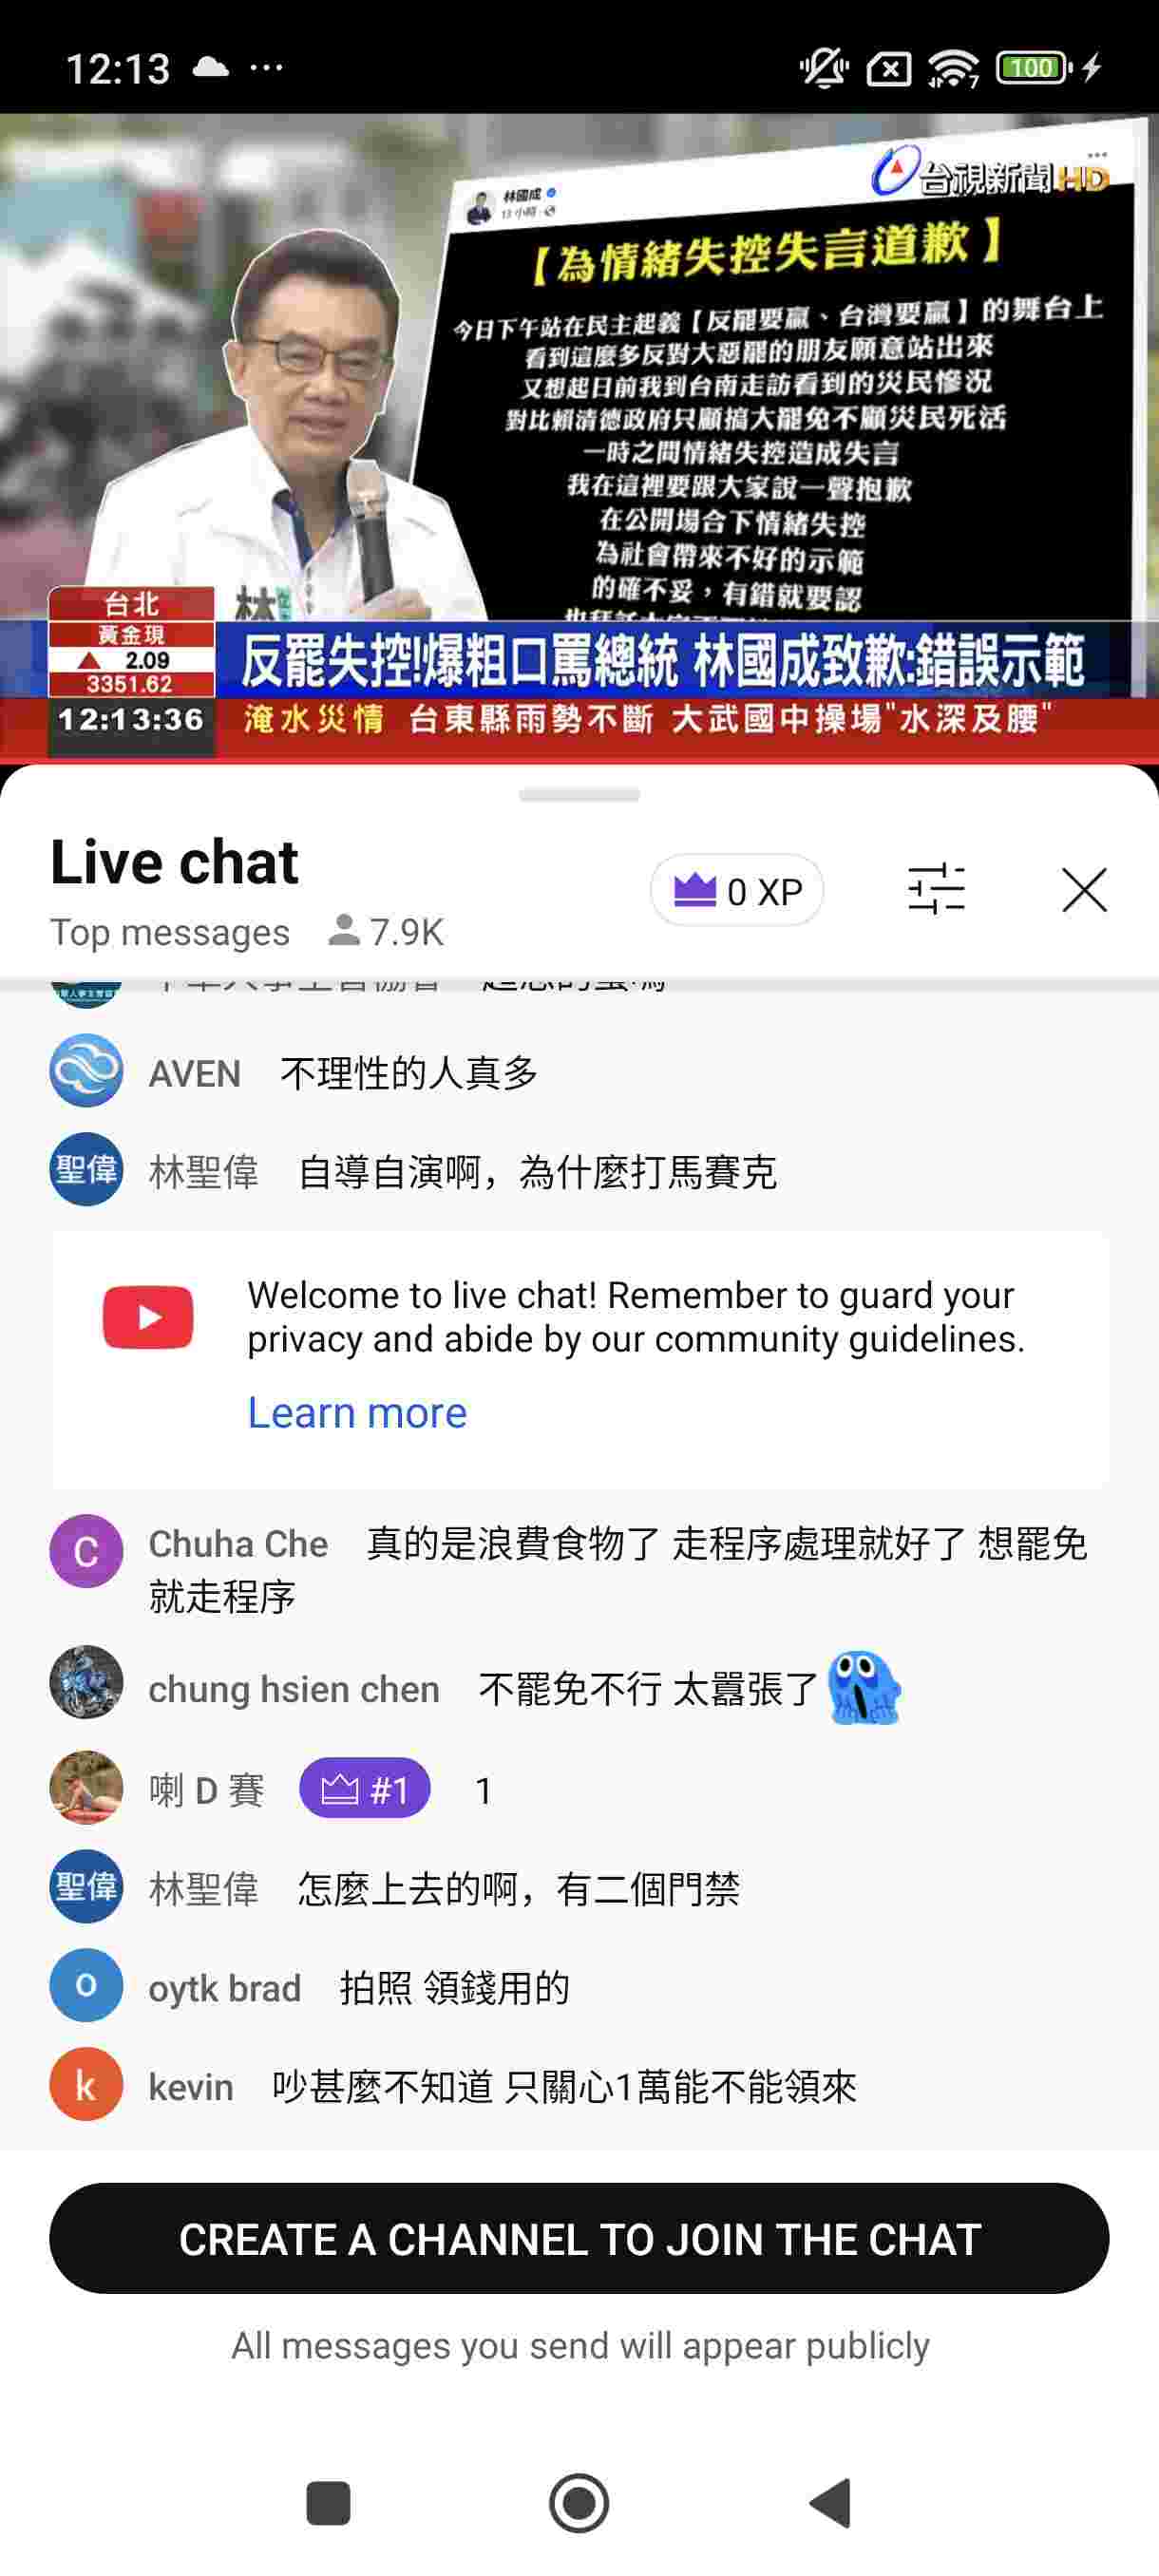 12:13
7
100
林國成
13 小時
台視新聞HD
【為情緒失控失言道歉】
今日下午站在民主起義【反罷要贏、台灣要贏】的舞台上
看到這麼多反對大惡罷的朋友願意站出來
又想起日前我到台南走訪看到的災民慘況
對比賴清德政府只顧搞大罷免不顧災民死活
一時之間情緒失控造成失言
我在這裡要跟大家說一聲抱歉
在公開場合下情緒失控
為社會帶來不好的示範
的確不妥，有錯就要認
林
台北
黃金現
▲ 2.09
3351.62
反罷失控!爆粗口罵總統 林國成致歉:錯誤示範
12:13:36
淹水災情 台東縣雨勢不斷 大武國中操場"水深及腰"
Live chat
Top messages 7.9K
0 XP
AVEN 不理性的人真多
聖偉 林聖偉 自導自演啊，為什麼打馬賽克
Welcome to live chat! Remember to guard your
privacy and abide by our community guidelines.
Learn more
C Chuha Che 真的是浪費食物了 走程序處理就好了 想罷免
就走程序
chung hsien chen 不罷免不行 太囂張了
喇 D 賽 #1 1
聖偉 林聖偉 怎麼上去的啊，有二個門禁
o oytk brad 拍照 領錢用的
k kevin 吵甚麼不知道 只關心1萬能不能領來
CREATE A CHANNEL TO JOIN THE CHAT
All messages you send will appear publicly